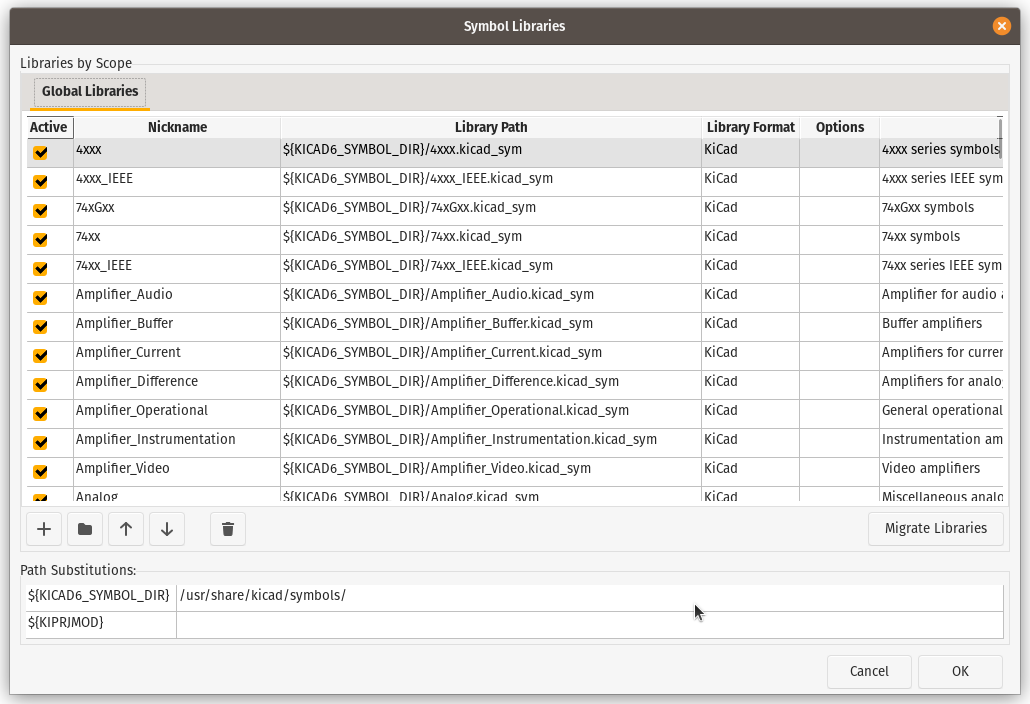 Symbol Libraries
Libraries by Scope
Global Libraries
Active Nickname Library Path Library Format Options
4xxx ${KICAD6_SYMBOL_DIR}/4xxx.kicad_sym KiCad 4xxx series symbols
4xxx_IEEE ${KICAD6_SYMBOL_DIR}/4xxx_IEEE.kicad_sym KiCad 4xxx series IEEE sym
74xGxx ${KICAD6_SYMBOL_DIR}/74xGxx.kicad_sym KiCad 74xGxx symbols
74xx ${KICAD6_SYMBOL_DIR}/74xx.kicad_sym KiCad 74xx symbols
74xx_IEEE ${KICAD6_SYMBOL_DIR}/74xx_IEEE.kicad_sym KiCad 74xx series IEEE sym
Amplifier_Audio ${KICAD6_SYMBOL_DIR}/Amplifier_Audio.kicad_sym KiCad Amplifier for audio a
Amplifier_Buffer ${KICAD6_SYMBOL_DIR}/Amplifier_Buffer.kicad_sym KiCad Buffer amplifiers
Amplifier_Current ${KICAD6_SYMBOL_DIR}/Amplifier_Current.kicad_sym KiCad Amplifiers for curren
Amplifier_Difference ${KICAD6_SYMBOL_DIR}/Amplifier_Difference.kicad_sym KiCad Amplifiers for analo
Amplifier_Operational ${KICAD6_SYMBOL_DIR}/Amplifier_Operational.kicad_sym KiCad General operational
Amplifier_Instrumentation ${KICAD6_SYMBOL_DIR}/Amplifier_Instrumentation.kicad_sym KiCad Instrumentation am
Amplifier_Video ${KICAD6_SYMBOL_DIR}/Amplifier_Video.kicad_sym KiCad Video amplifiers
Analog ${KICAD6_SYMBOL_DIR}/Analog.kicad_sym KiCad Miscellaneous analo
Migrate Libraries
Path Substitutions:
${KICAD6_SYMBOL_DIR} /usr/share/kicad/symbols/
${KIPRJMOD}
Cancel OK